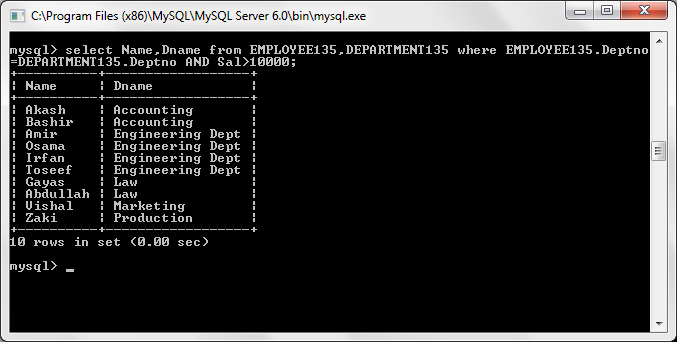 C:\Program Files (x86)\MySQL\MySQL Server 6.0\bin\mysql.exe
mysql> select Name,Dname from EMPLOYEE135,DEPARTMENT135 where EMPLOYEE135.Deptno
=DEPARTMENT135.Deptno AND Sal>10000;
+----------+------------------+
| Name     | Dname            |
+----------+------------------+
| Akash    | Accounting       |
| Bashir   | Accounting       |
| Amir     | Engineering Dept |
| Osama    | Engineering Dept |
| Irfan    | Engineering Dept |
| Toseef   | Engineering Dept |
| Gayas    | Law              |
| Abdullah | Law              |
| Vishal   | Marketing        |
| Zaki     | Production       |
+----------+------------------+
10 rows in set (0.00 sec)
mysql> _